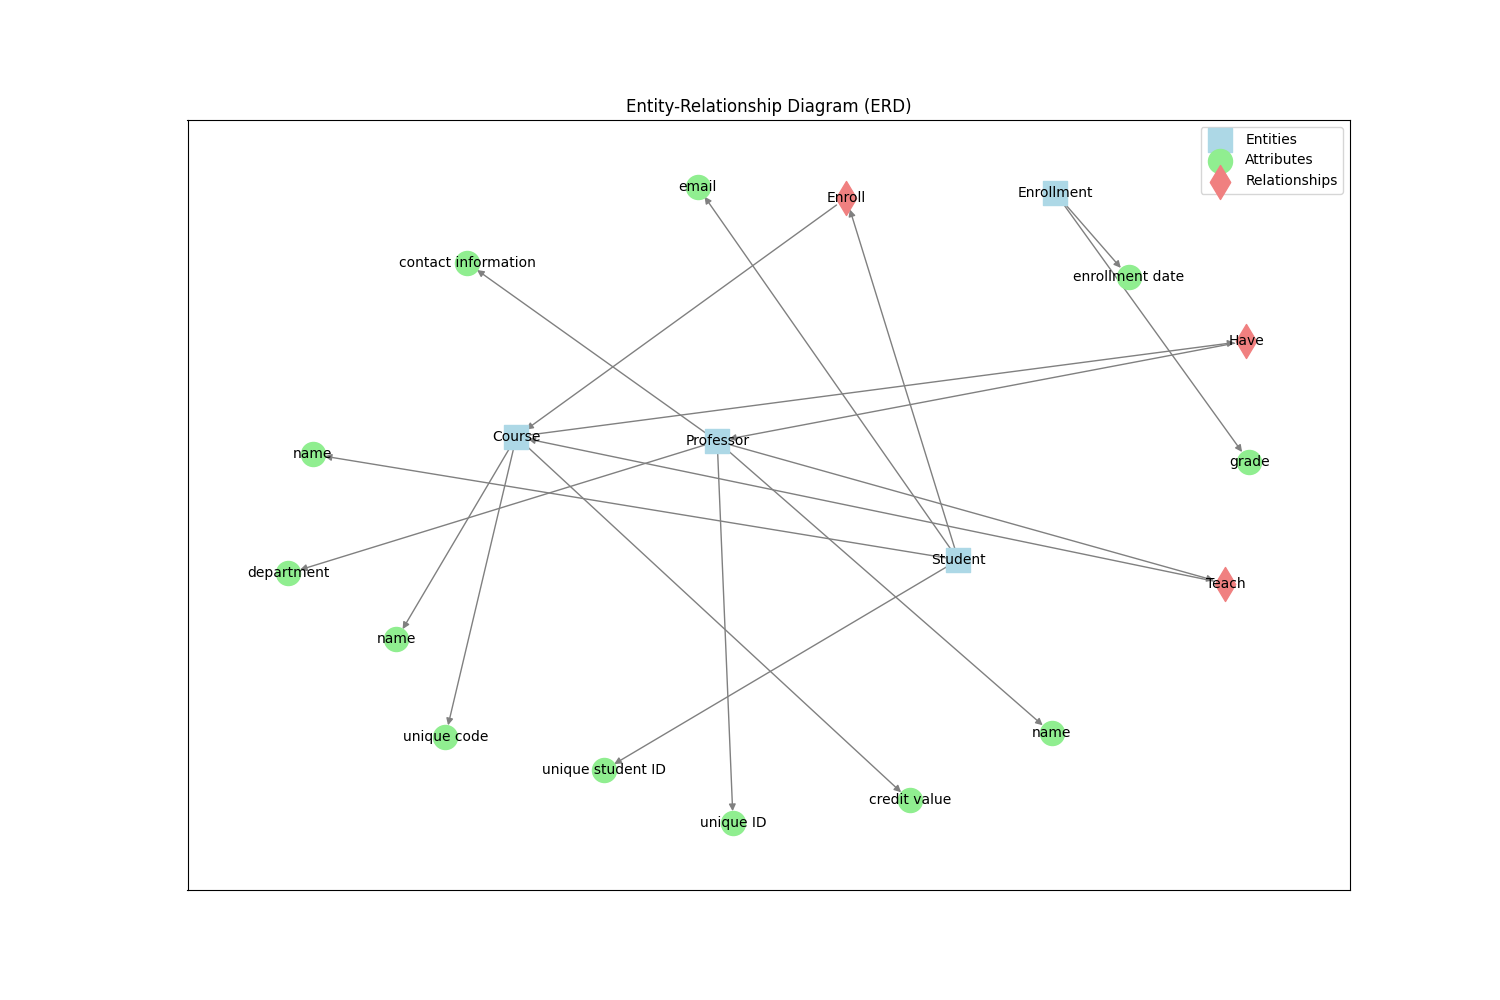 Entity-Relationship Diagram (ERD)
Entities
Attributes
Relationships
email
Enroll
Enrollment
contact information
enrollment date
Have
Course
Professor
name
grade
Student
department
Teach
name
unique code
name
unique student ID
credit value
unique ID